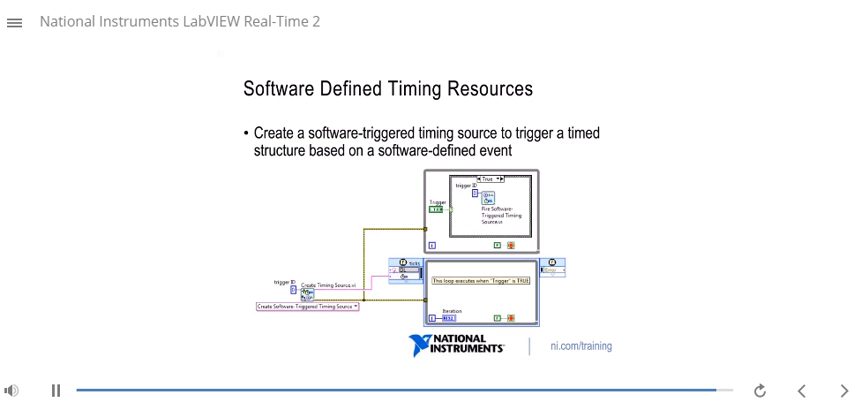 National Instruments LabVIEW Real-Time 2
Software Defined Timing Resources
• Create a software-triggered timing source to trigger a timed
structure based on a software-defined event
True
trigger ID
Trigger
Fire Software-
Triggered Timing
Source.vi
trigger ID
Create Timing Source.vi
Create Software-Triggered Timing Source
This loop executes when "Trigger" is TRUE
Iteration
NATIONAL
INSTRUMENTS
ni.com/training